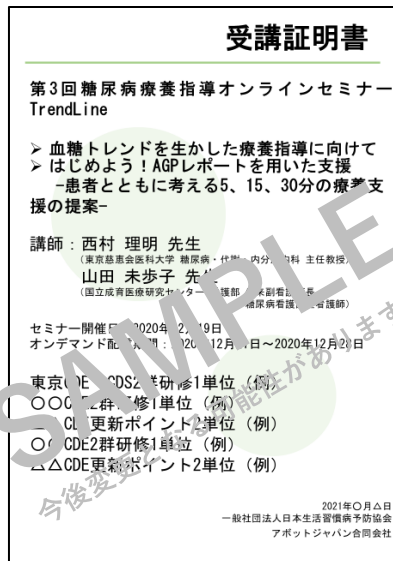 受講証明書
第3回糖尿病療養指導オンラインセミナー
TrendLine
➢ 血糖トレンドを生かした療養指導に向けて
➢ はじめよう！AGPレポートを用いた支援
-患者とともに考える5、15、30分の療養支
援の提案-
講師：西村 理明 先生
（東京慈恵会医科大学 糖尿病・代謝・内分泌内科 主任教授）
山田 未歩子 先生
（国立成育医療研究センター 看護部 副看護師長
糖尿病看護 看護師）
セミナー開催日 2020年12月19日
オンデマンド配信期間：2020年12月 日～2020年12月28日
東京CDE・CDS2群研修1単位（例）
〇〇CDE2群研修1単位（例）
CDE更新ポイント2単位（例）
〇〇CDE2群研修1単位（例）
△△CDE更新ポイント2単位（例）
SAMPLE
今後変更となる可能性があります
2021年〇月△日
一般社団法人日本生活習慣病予防協会
アボットジャパン合同会社